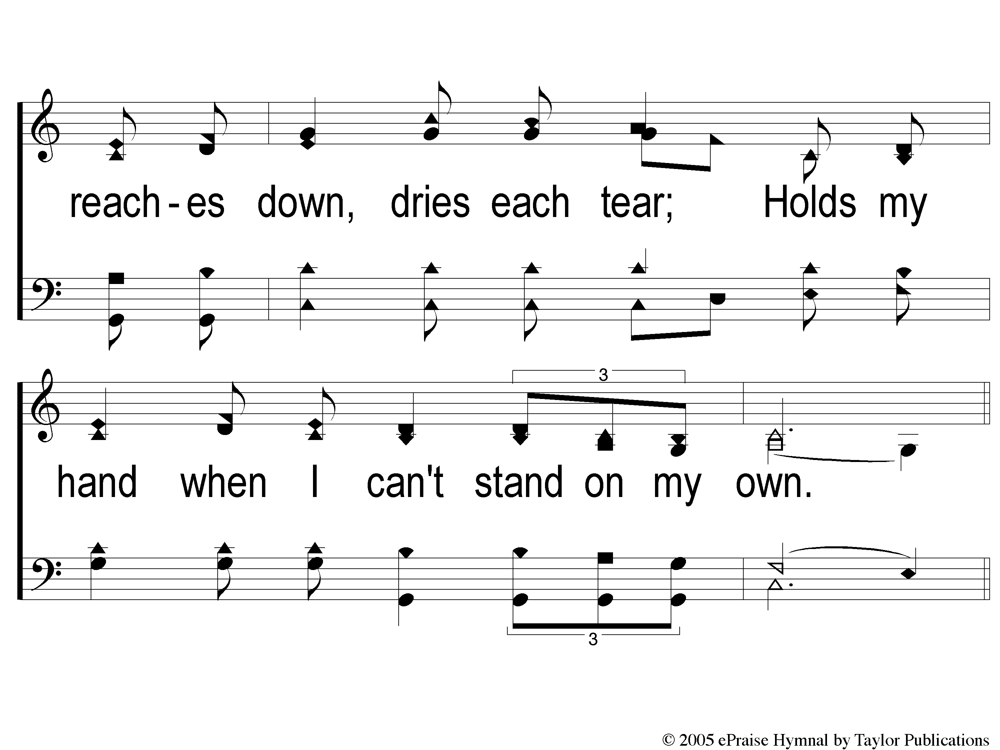 reach - es down, dries each tear; Holds my
3
hand when I can't stand on my own.
3
© 2005 ePraise Hymnal by Taylor Publications